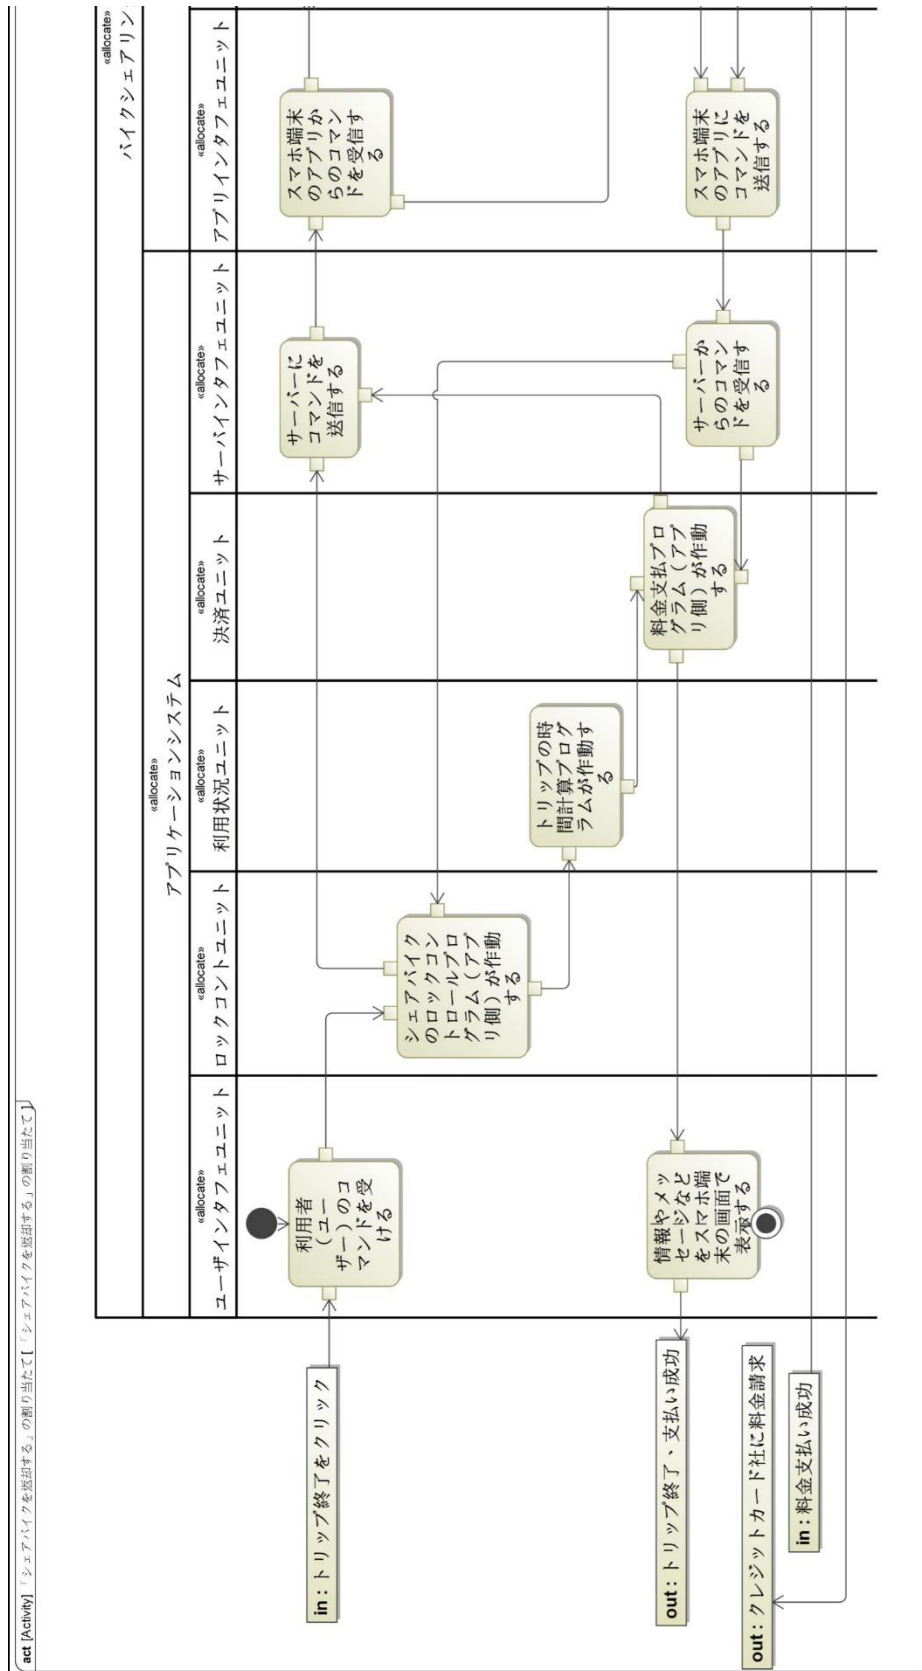 act [Activity]「シェアバイクを返却する」の割り当て[「シェアバイクを返却する」の割り当て]
«allocate»
バイクシェアリン
«allocate»
アプリケーションシステム
«allocate»
ユーザインタフェユニット
«allocate»
ロックコントユニット
«allocate»
利用状況ユニット
«allocate»
決済ユニット
«allocate»
サーバインタフェユニット
«allocate»
アプリインタフェユニット
in : トリップ終了をクリック
利用者
(ユー
ザー)のコ
マンドを受
ける
シェアバイク
のロックコン
トロールプロ
グラム(アプ
リ側)が作動
する
サーバーに
コマンドを
送信する
スマホ端末
のアプリか
らのコマン
ドを受信す
る
トリップの時
間計算プログ
ラムが作動す
る
料金支払プロ
グラム(アプ
リ側)が作動
する
サーバーか
らのコマン
ドを受信す
る
スマホ端末
のアプリに
コマンドを
送信する
情報やメッ
セージなど
をスマホ端
末の画面で
表示する
out : トリップ終了、支払い成功
out : クレジットカード社に料金請求
in : 料金支払い成功